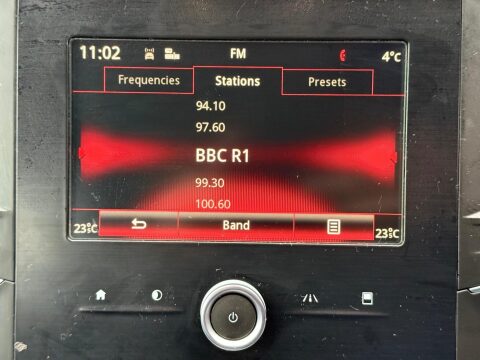 11:02 FM 4°C
Frequencies Stations Presets
94.10
97.60
BBC R1
99.30
100.60
23°C Band 23°C